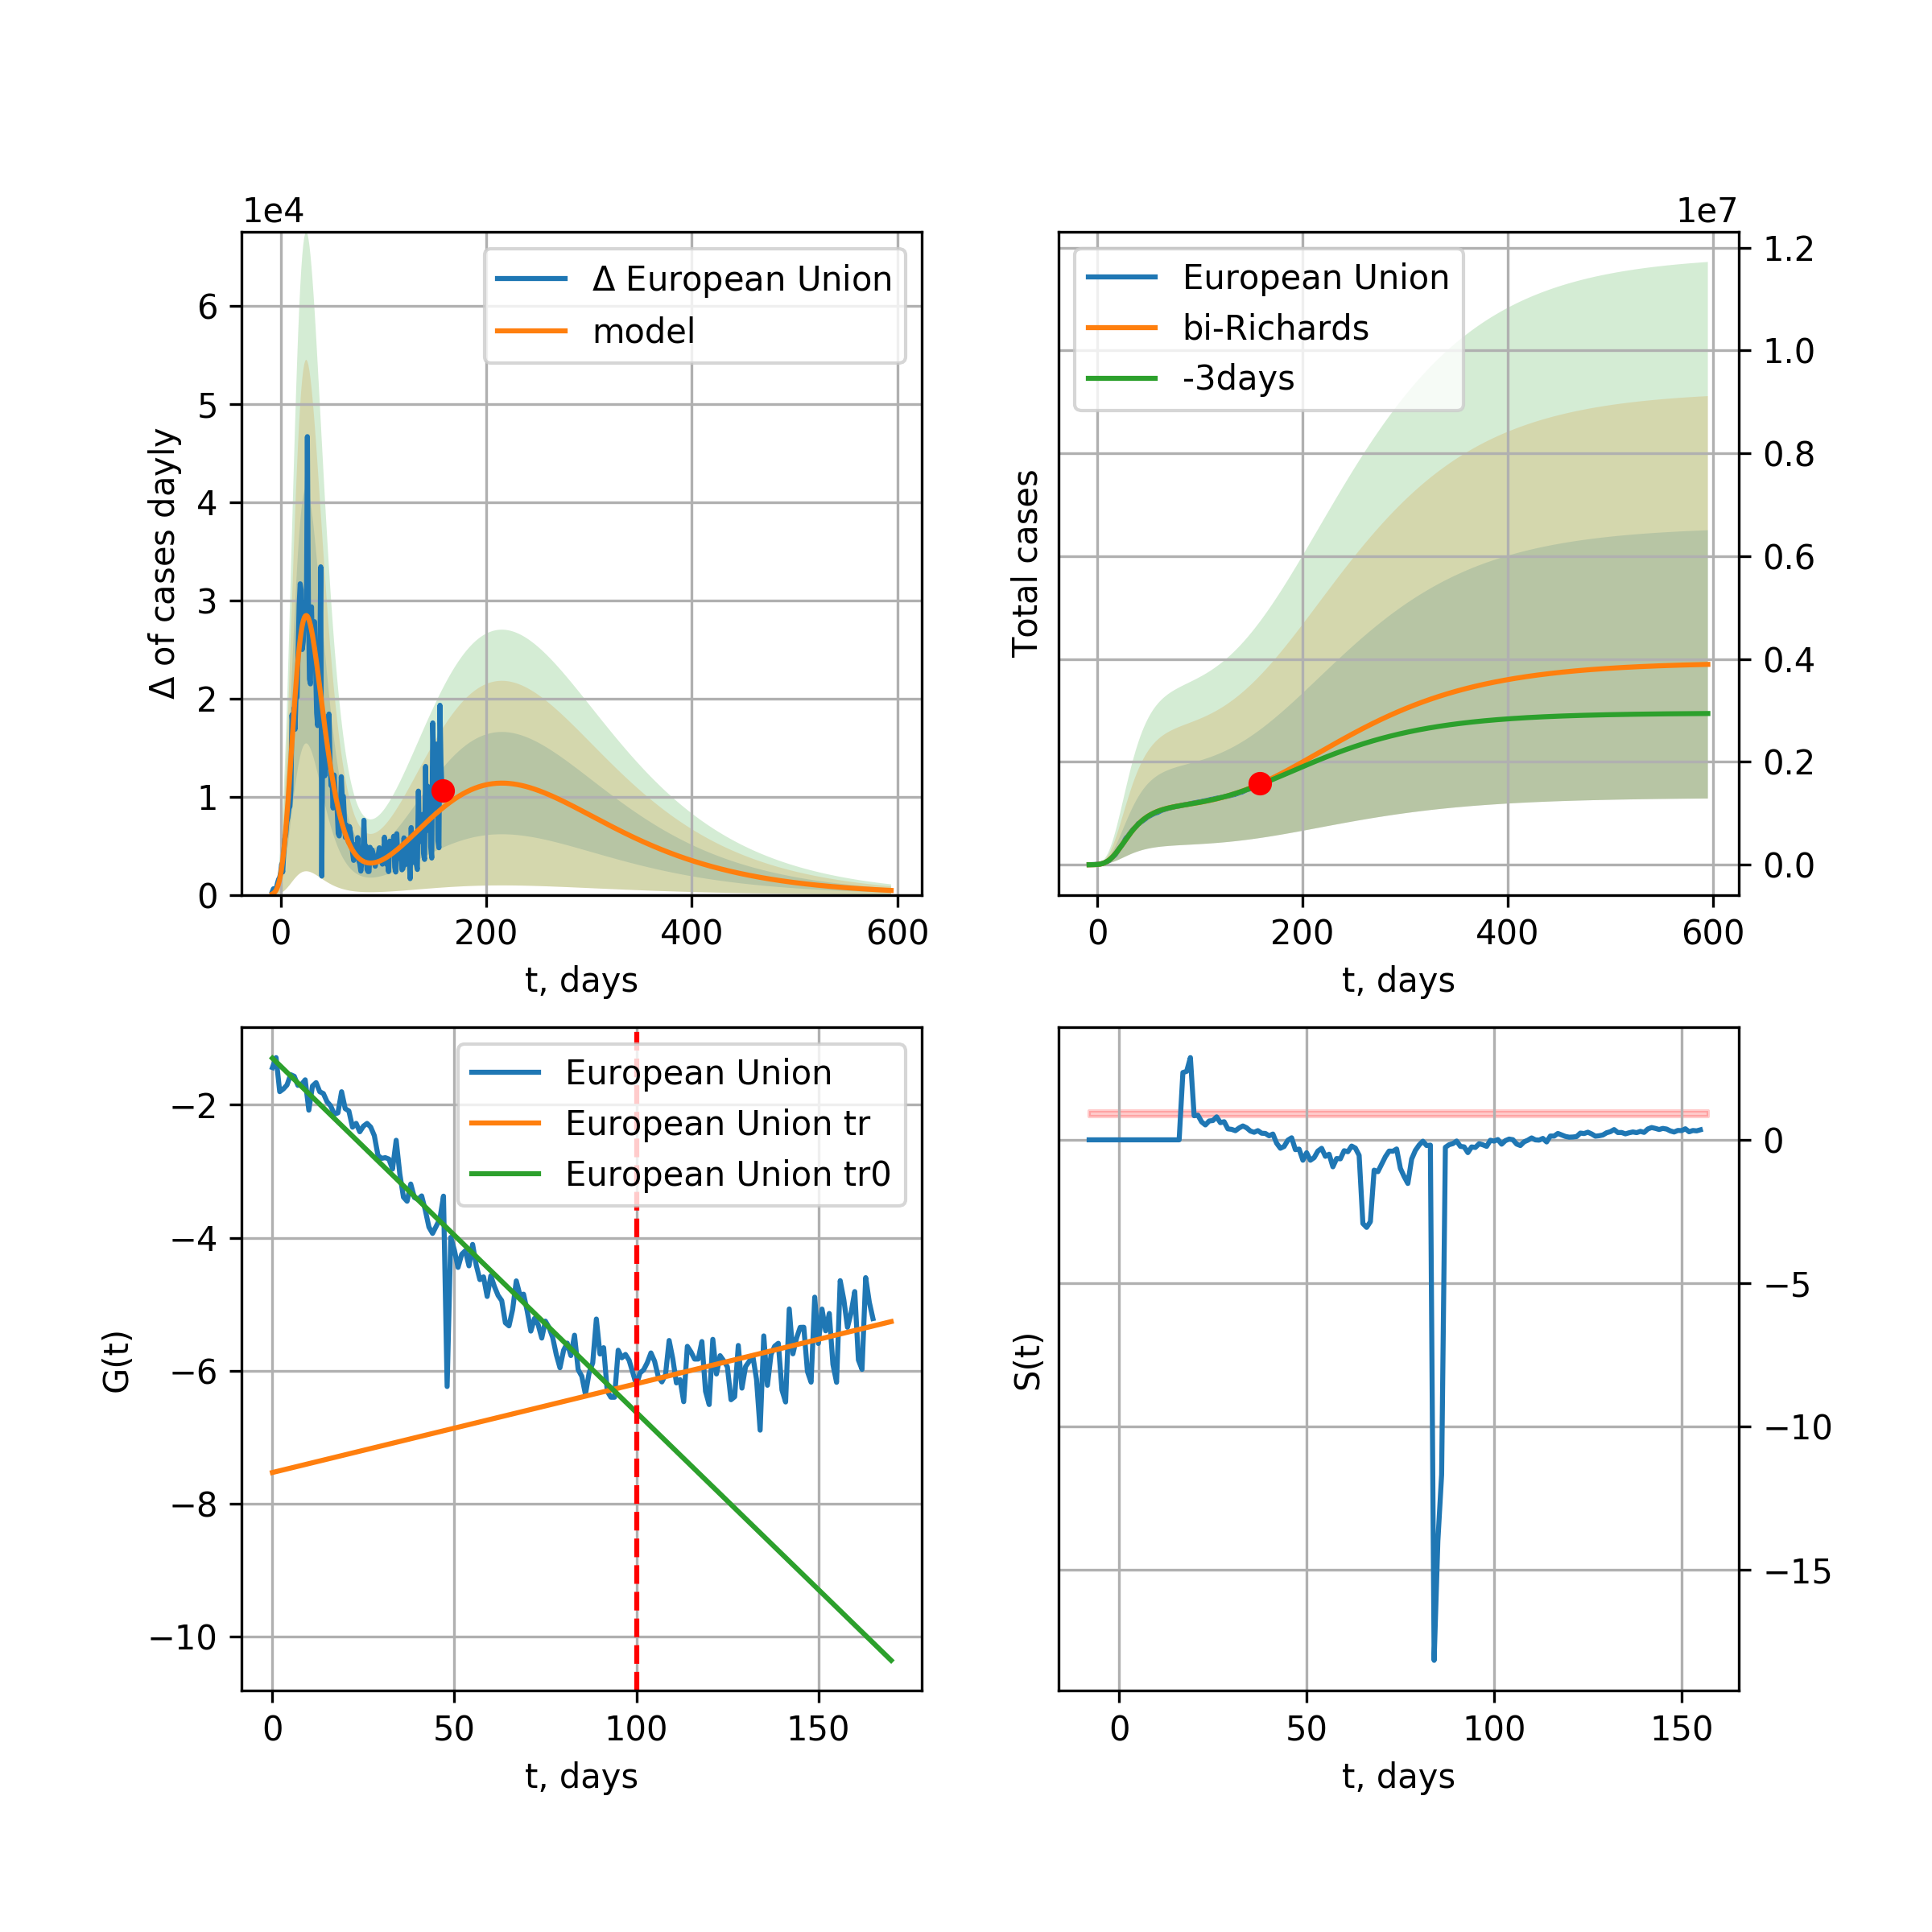 1e4
Δ European Union
model
6
5
4
3
2
1
0
Δ of cases dayly
0 200 400 600
t, days
1e7
European Union
bi-Richards
-3days
1.2
1.0
0.8
0.6
0.4
0.2
0.0
Total cases
0 200 400 600
t, days
European Union
European Union tr
European Union tr0
−2
−4
−6
−8
−10
G(t)
0 50 100 150
t, days
0
−5
−10
−15
S(t)
0 50 100 150
t, days